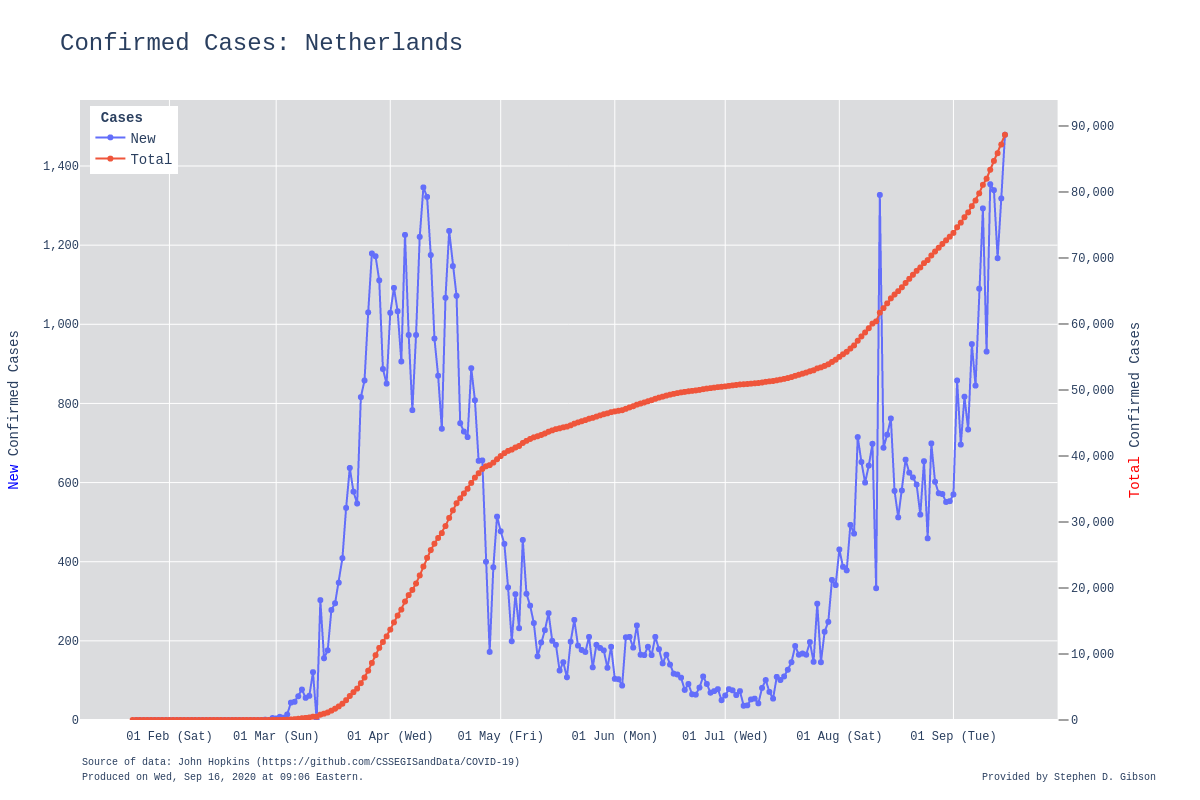 Confirmed Cases: Netherlands
Cases
New
Total
1,400
1,200
1,000
800
600
400
200
0
90,000
80,000
70,000
60,000
50,000
40,000
30,000
20,000
10,000
0
New Confirmed Cases
Total Confirmed Cases
01 Feb (Sat) 01 Mar (Sun) 01 Apr (Wed) 01 May (Fri) 01 Jun (Mon) 01 Jul (Wed) 01 Aug (Sat) 01 Sep (Tue)
Source of data: John Hopkins (https://github.com/CSSEGISandData/COVID-19)
Produced on Wed, Sep 16, 2020 at 09:06 Eastern.
Provided by Stephen D. Gibson